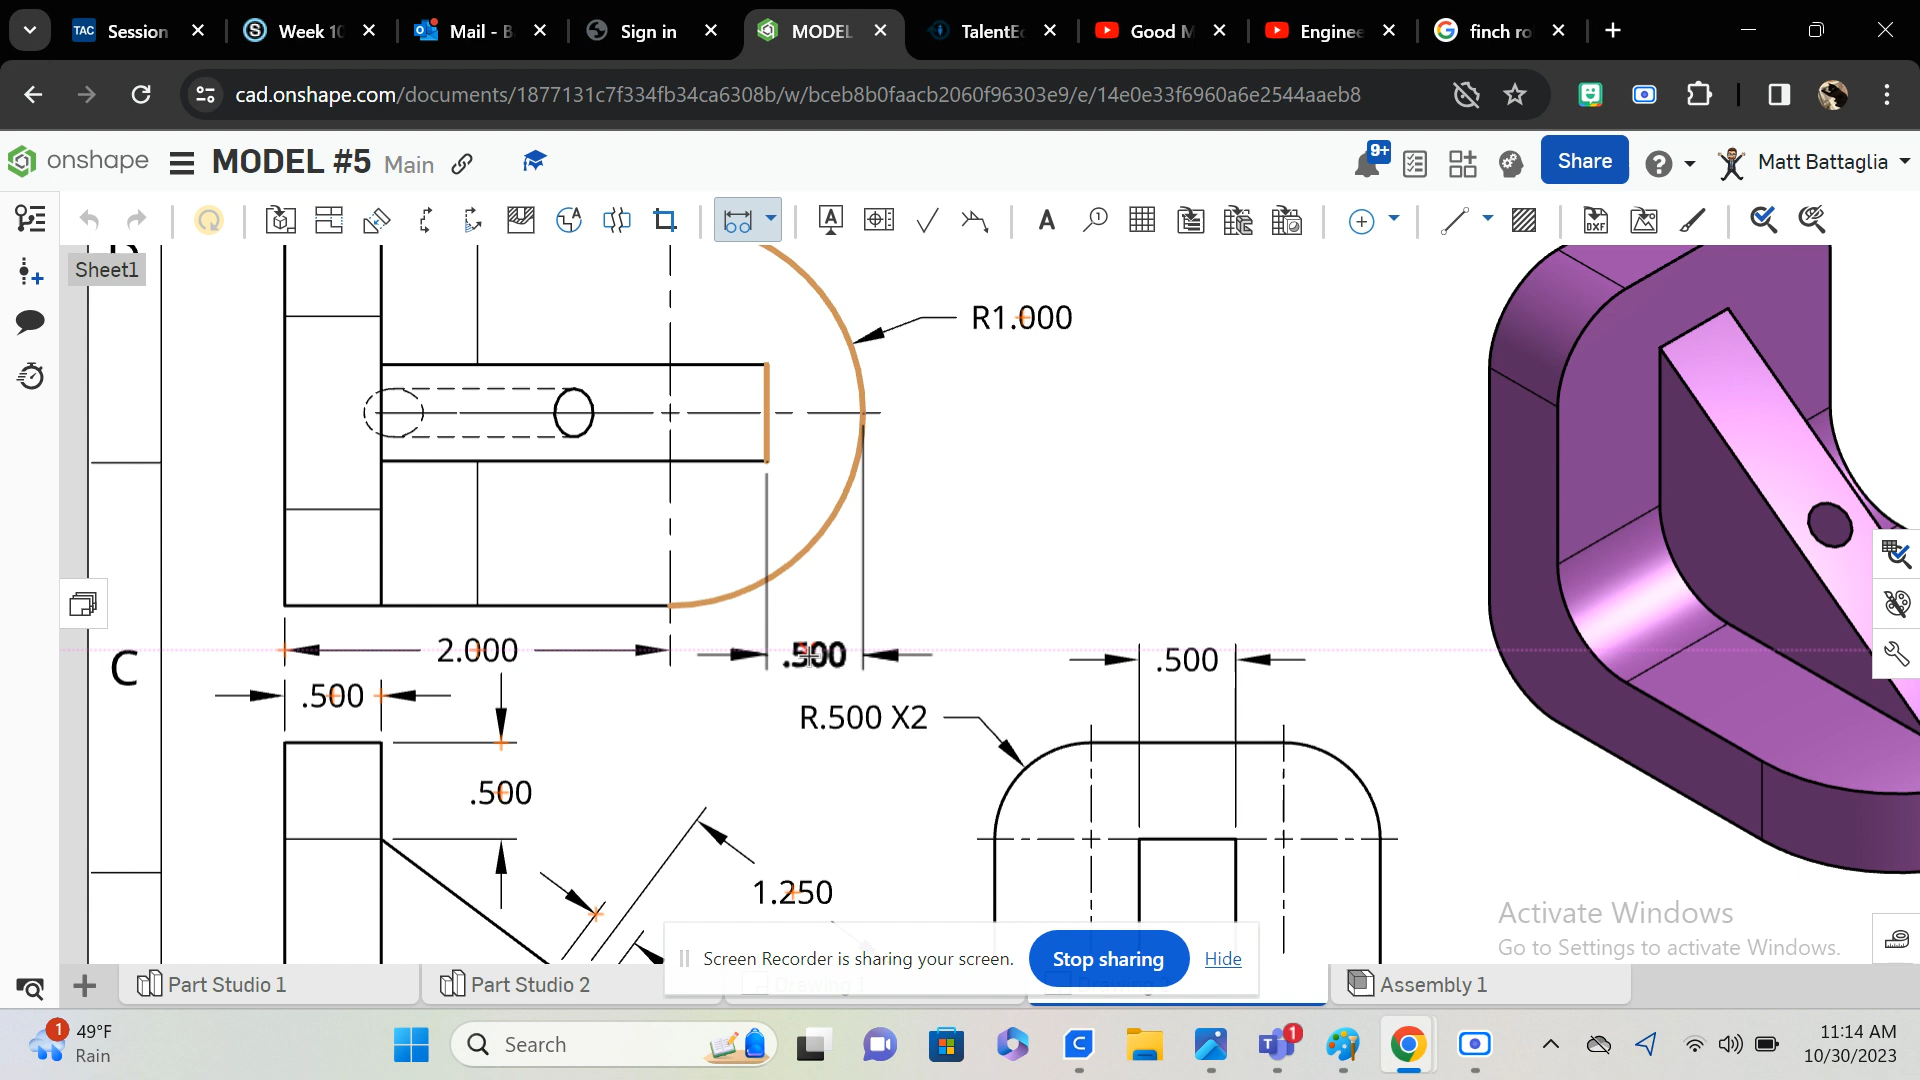 Session
Week 10
Mail - B
Sign in
MODEL
TalentE
Good M
Enginee
finch ro
cad.onshape.com/documents/1877131c7f334fb34ca6308b/w/bceb8b0faacb2060f96303e9/e/14e0e33f6960a6e2544aaeb8
onshape
MODEL #5 Main
9+
Share
Matt Battaglia
Sheet1
R1.000
C
2.000
.500
.500
.500
R.500 X2
.500
1.250
Activate Windows
Go to Settings to activate Windows.
Screen Recorder is sharing your screen.
Stop sharing
Hide
Part Studio 1
Part Studio 2
Assembly 1
1
49°F
Rain
Search
1
11:14 AM
10/30/2023